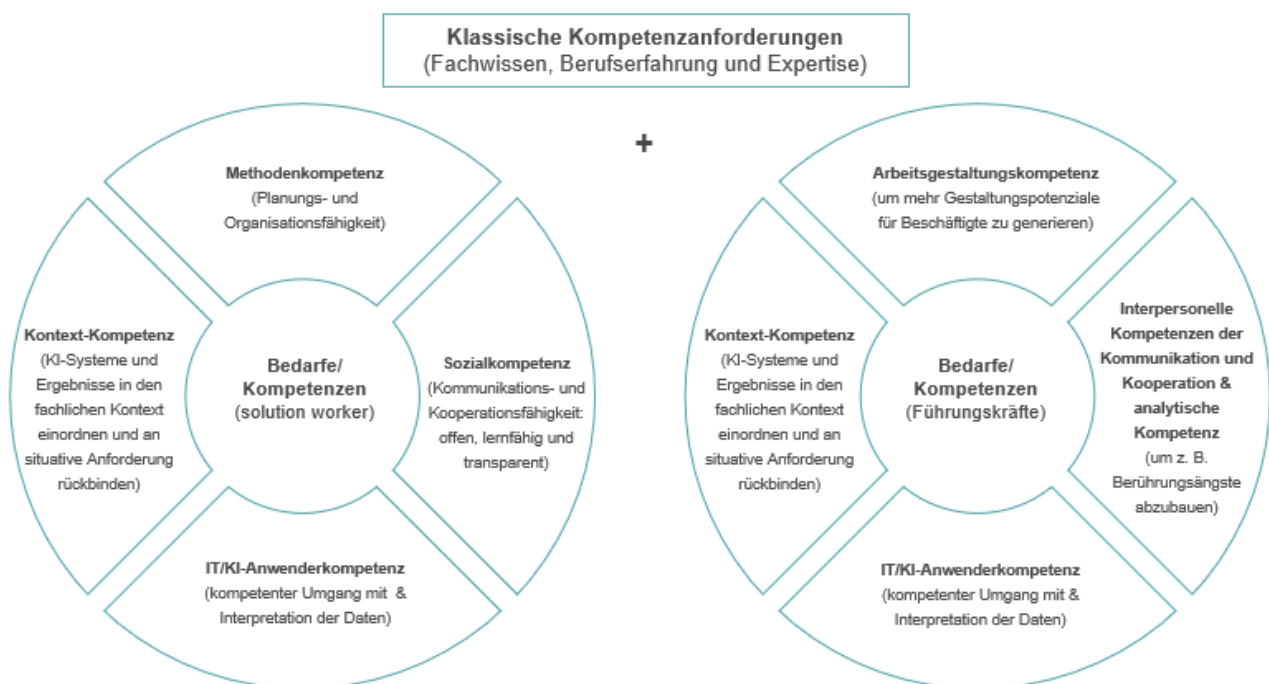 Klassische Kompetenzanforderungen
(Fachwissen, Berufserfahrung und Expertise)
+
Methodenkompetenz
(Planungs- und
Organisationsfähigkeit)
Kontext-Kompetenz
(KI-Systeme und
Ergebnisse in den
fachlichen Kontext
einordnen und an
situative Anforderung
rückbinden)
Bedarfe/
Kompetenzen
(solution worker)
Sozialkompetenz
(Kommunikations- und
Kooperationsfähigkeit:
offen, lernfähig und
transparent)
IT/KI-Anwenderkompetenz
(kompetenter Umgang mit &
Interpretation der Daten)
Arbeitsgestaltungskompetenz
(um mehr Gestaltungspotenziale
für Beschäftigte zu generieren)
Kontext-Kompetenz
(KI-Systeme und
Ergebnisse in den
fachlichen Kontext
einordnen und an
situative Anforderung
rückbinden)
Bedarfe/
Kompetenzen
(Führungskräfte)
Interpersonelle
Kompetenzen der
Kommunikation und
Kooperation &
analytische
Kompetenz
(um z. B.
Berührungsängste
abzubauen)
IT/KI-Anwenderkompetenz
(kompetenter Umgang mit &
Interpretation der Daten)